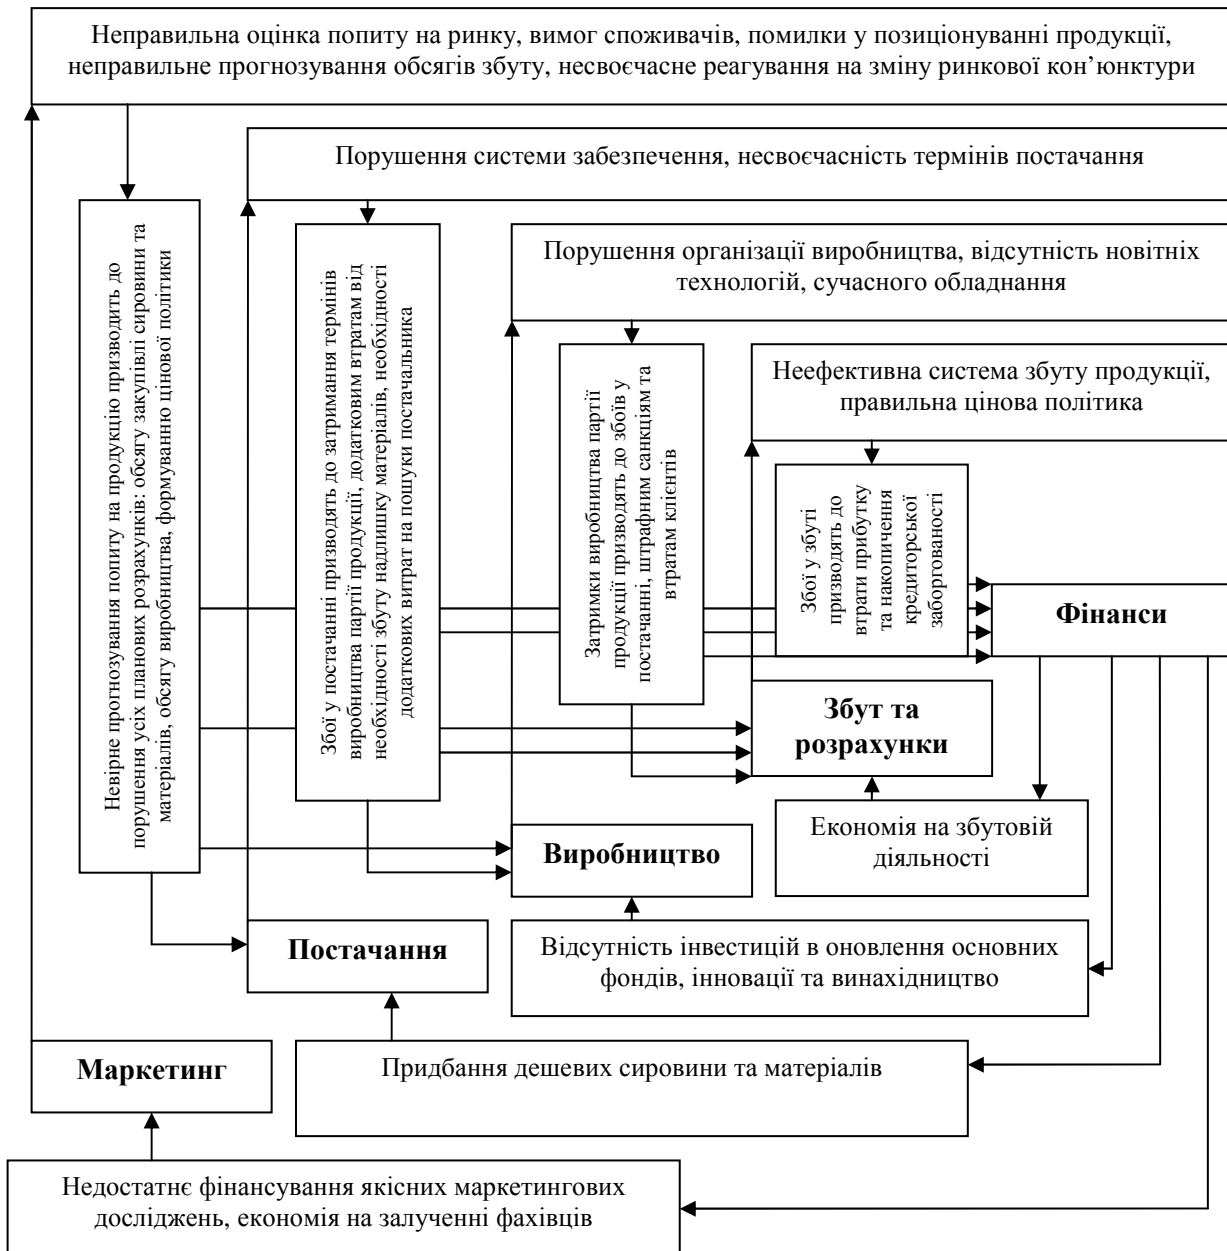 Неправильна оцінка попиту на ринку, вимог споживачів, помилки у позиціонуванні продукції,
неправильне прогнозування обсягів збуту, несвоєчасне реагування на зміну ринкової кон’юнктури
Порушення системи забезпечення, несвоєчасність термінів постачання
Порушення організації виробництва, відсутність новітніх
технологій, сучасного обладнання
Неефективна система збуту продукції,
правильна цінова політика
Невірне прогнозування попиту на продукцію призводить до
порушення усіх планових розрахунків: обсягу закупівлі сировини та
матеріалів, обсягу виробництва, формуванню цінової політики
Збої у постачанні призводять до затримання термінів
виробництва партії продукції, додатковим втратам від
необхідності збуту надлишку матеріалів, необхідності
додаткових витрат на пошуки постачальника
Затримки виробництва партії
продукції призводять до збоїв у
постачанні, штрафним санкціям та
втратам клієнтів
Збої у збуті
призводять до
втрати прибутку
та накопичення
кредиторської
заборгованості
Фінанси
Збут та
розрахунки
Економія на збутовій
діяльності
Виробництво
Відсутність інвестицій в оновлення основних
фондів, інновації та винахідництво
Постачання
Придбання дешевих сировини та матеріалів
Маркетинг
Недостатнє фінансування якісних маркетингових
досліджень, економія на залученні фахівців